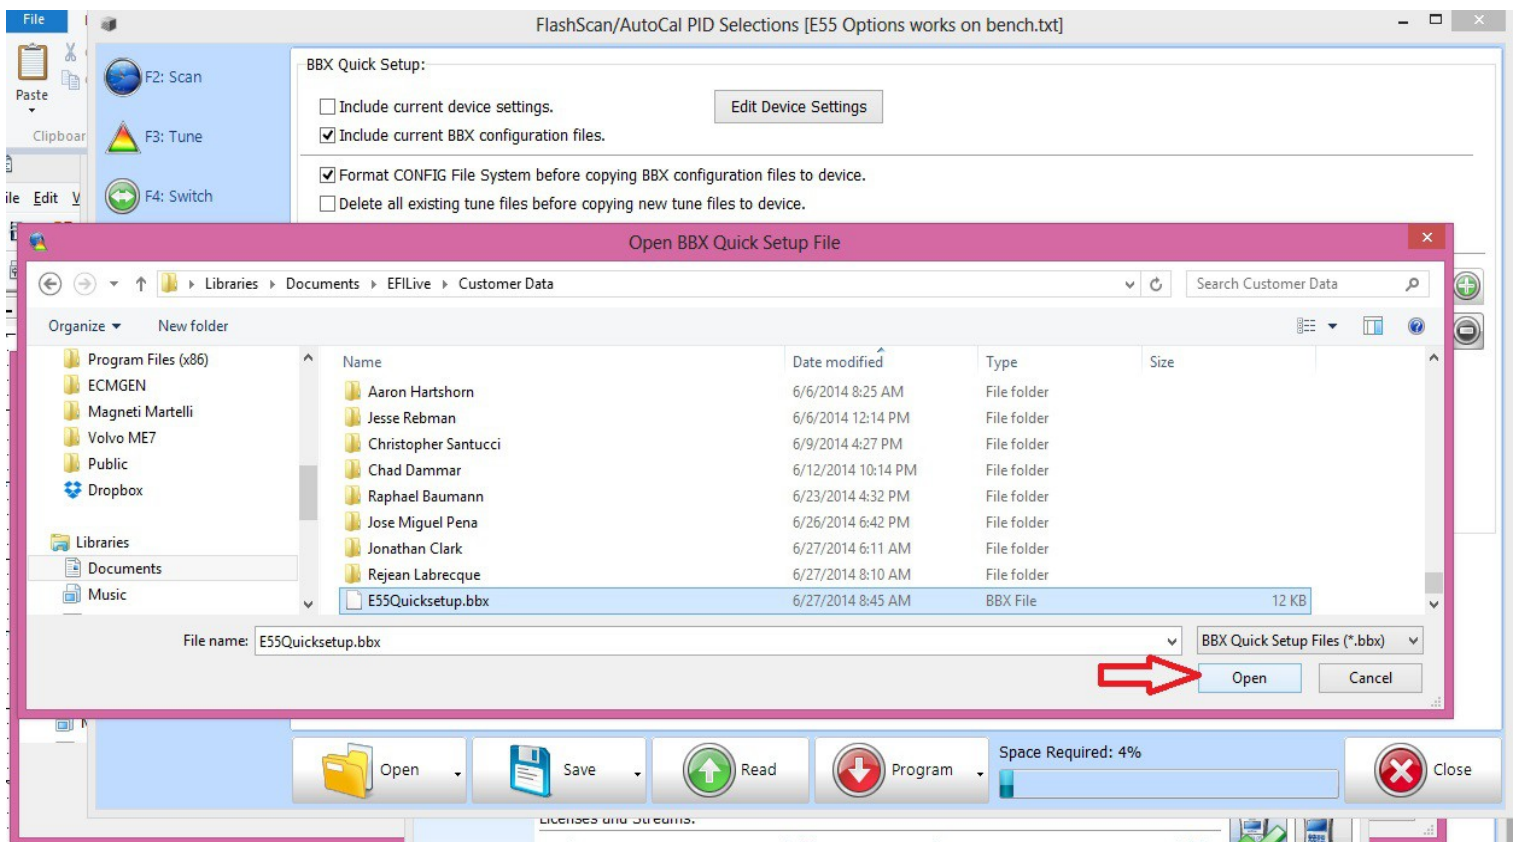 File
FlashScan/AutoCal PID Selections [E55 Options works on bench.txt]
Paste
Clipboar
ile Edit V
F2: Scan
F3: Tune
F4: Switch
BBX Quick Setup:
Include current device settings.
Edit Device Settings
Include current BBX configuration files.
Format CONFIG File System before copying BBX configuration files to device.
Delete all existing tune files before copying new tune files to device.
Open BBX Quick Setup File
Libraries Documents EFILive Customer Data
Search Customer Data
Organize New folder
Program Files (x86)
ECMGEN
Magneti Martelli
Volvo ME7
Public
Dropbox
Libraries
Documents
Music
Name Date modified Type Size
Aaron Hartshorn 6/6/2014 8:25 AM File folder
Jesse Rebman 6/6/2014 12:14 PM File folder
Christopher Santucci 6/9/2014 4:27 PM File folder
Chad Dammar 6/12/2014 10:14 PM File folder
Raphael Baumann 6/23/2014 4:32 PM File folder
Jose Miguel Pena 6/26/2014 6:42 PM File folder
Jonathan Clark 6/27/2014 6:11 AM File folder
Rejean Labrecque 6/27/2014 8:10 AM File folder
E55Quicksetup.bbx 6/27/2014 8:45 AM BBX File 12 KB
File name: E55Quicksetup.bbx
BBX Quick Setup Files (*.bbx)
Open Cancel
Open
Save
Read
Program
Space Required: 4%
Close
Licenses and Streams: